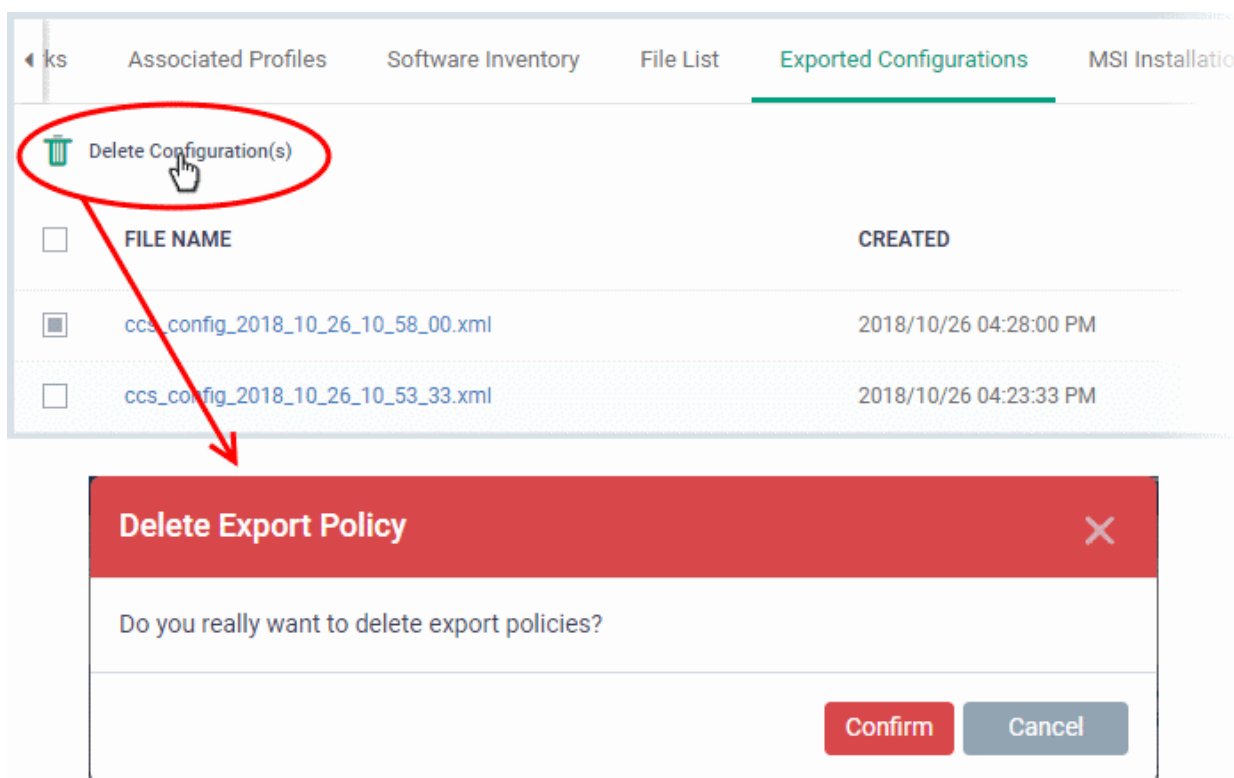 ks Associated Profiles Software Inventory File List Exported Configurations MSI Installatio
Delete Configuration(s)
FILE NAME CREATED
ccs_config_2018_10_26_10_58_00.xml 2018/10/26 04:28:00 PM
ccs_config_2018_10_26_10_53_33.xml 2018/10/26 04:23:33 PM
Delete Export Policy
Do you really want to delete export policies?
Confirm Cancel